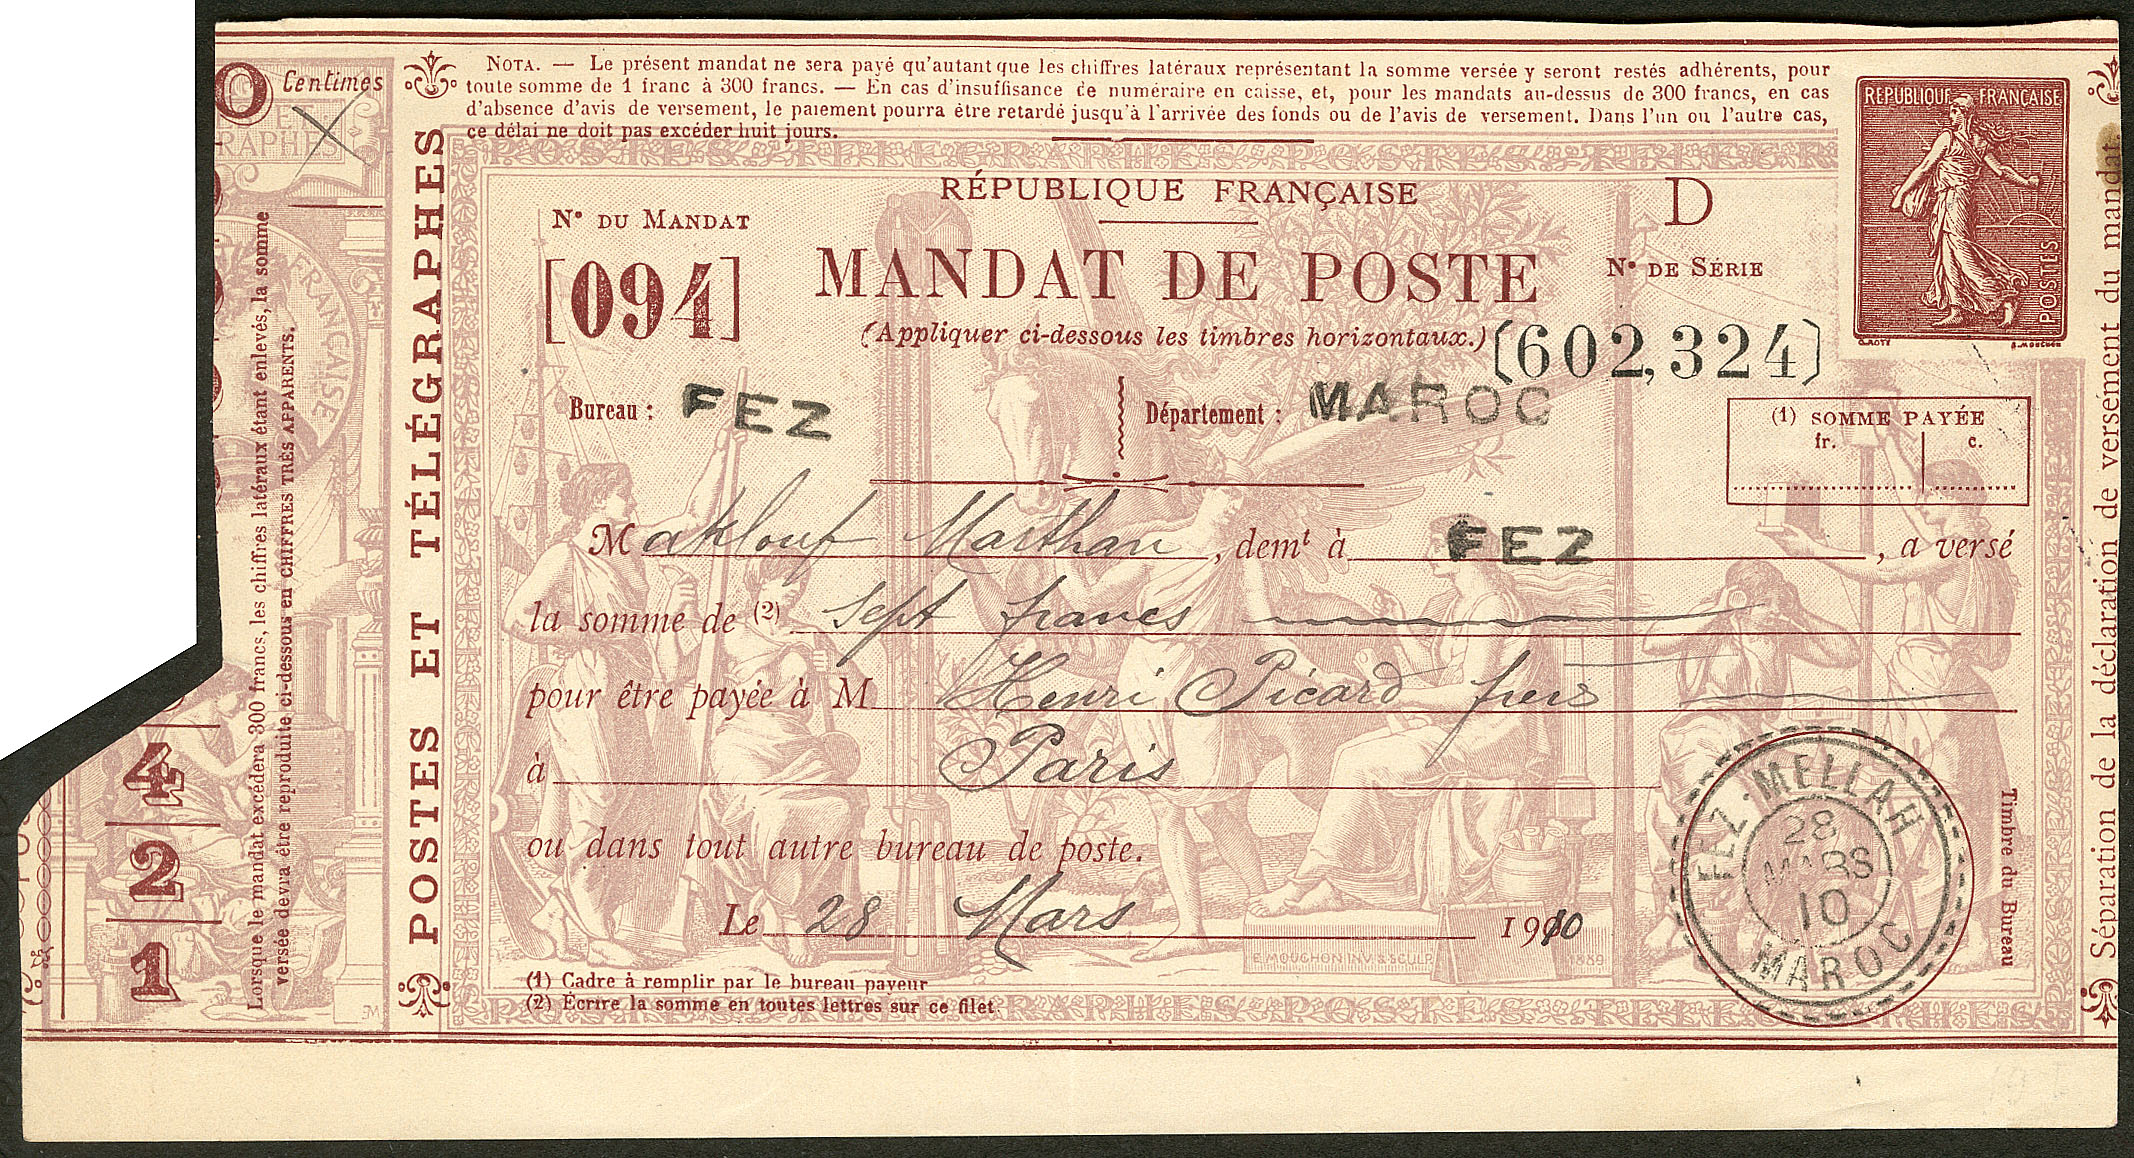 0 Centimes
NOTA. — Le présent mandat ne sera payé qu'autant que les chiffres latéraux représentant la somme versée y seront restés adhérents, pour
toute somme de 1 franc à 300 francs. — En cas d'insuffisance de numéraire en caisse, et, pour les mandats au-dessus de 300 francs, en cas
d'absence d'avis de versement, le paiement pourra être retardé jusqu'à l'arrivée des fonds ou de l'avis de versement. Dans l'un ou l'autre cas,
ce délai ne doit pas excéder huit jours.
REPUBLIQUE FRANÇAISE
POSTES
O. ROTY
E. MOUCHON
RÉPUBLIQUE FRANÇAISE
D
No DU MANDAT
[094]
MANDAT DE POSTE
No DE SÉRIE
(Appliquer ci-dessous les timbres horizontaux.)
(602,324)
Bureau : FEZ
Département : MAROC
(1) SOMME PAYÉE
fr. c.
Maklouf Marthan, demt à FEZ, a versé
la somme de (2) sept francs
pour être payée à M Henri Picard frères
à Paris
ou dans tout autre bureau de poste.
Le 28 Mars 1910
(1) Cadre à remplir par le bureau payeur
(2) Écrire la somme en toutes lettres sur ce filet
E. MOUCHON INV. & SCULP.
1889
FEZ-MELLAH
28
MARS
10
MAROC
Timbre du Bureau
Séparation de la déclaration de versement du mandat.
POSTES ET TÉLÉGRAPHES
Lorsque le mandat excédera 300 francs, les chiffres latéraux étant enlevés, la somme
versée devra être reproduite ci-dessous en CHIFFRES TRÈS APPARENTS.
FRANÇAISE
4
2
1